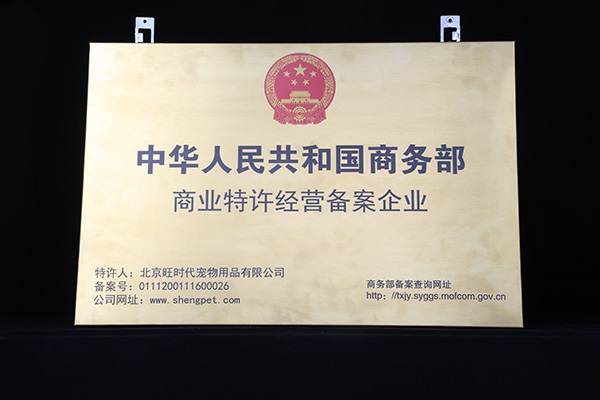 中华人民共和国商务部
商业特许经营备案企业
特许人：北京旺时代宠物用品有限公司
备案号：0111200111600026
公司网址：www.shengpet.com
商务部备案查询网址
http：//txjy.syggs.mofcom.gov.cn